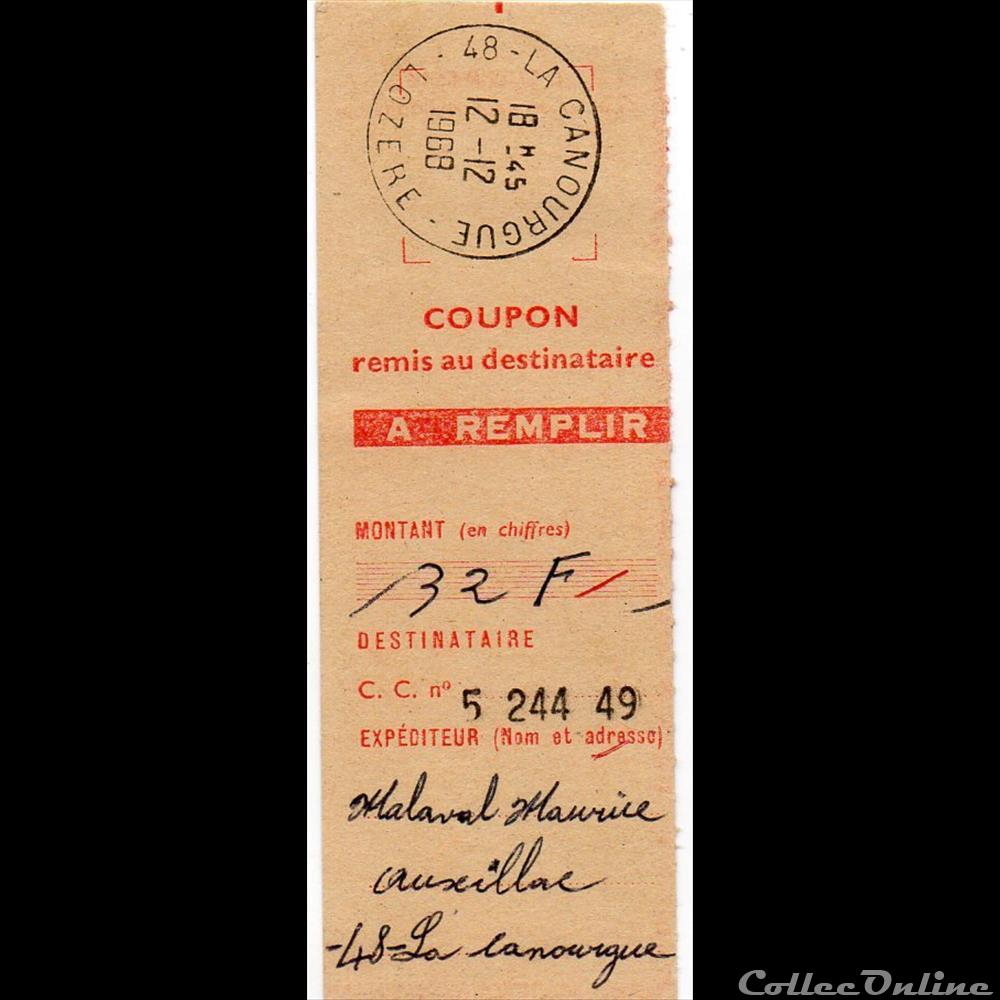 48 - LA CANOURGUE - LOZERE -
18 H 45
12 - 12
1968
COUPON
remis au destinataire
A REMPLIR
MONTANT (en chiffres)
32 F
DESTINATAIRE
C. C. nº 5 244 49
EXPÉDITEUR (Nom et adresse)
Malaval Maurice
auxillac
-48-La canourgue
CollecOnline